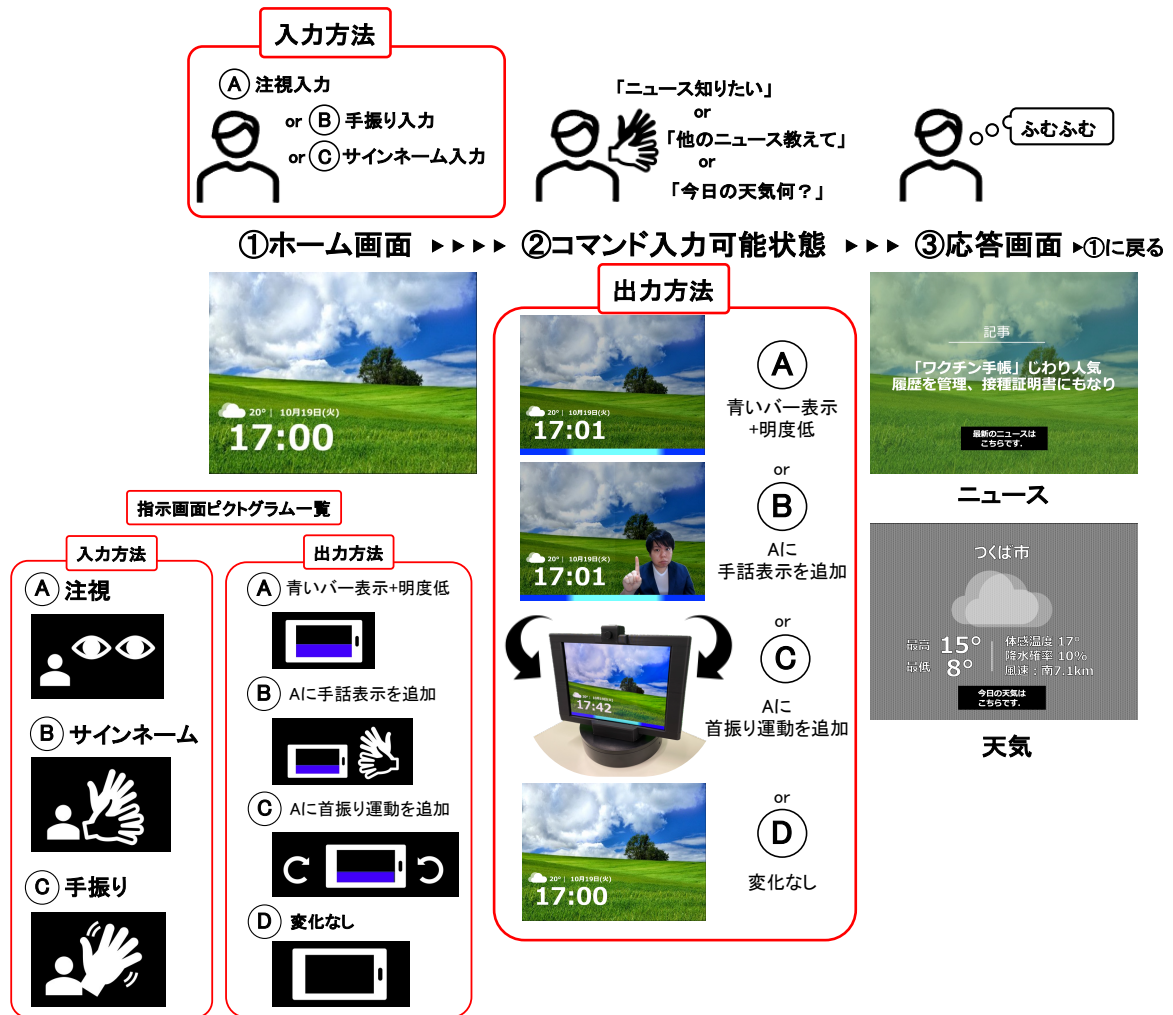 入力方法
Ⓐ 注視入力
or Ⓑ 手振り入力
or Ⓒ サインネーム入力
「ニュース知りたい」
or
「他のニュース教えて」
or
「今日の天気何？」
ふむふむ
①ホーム画面 ▶▶▶▶ ②コマンド入力可能状態 ▶▶▶ ③応答画面 ▶①に戻る
20° | 10月19日(火)
17:00
出力方法
20° | 10月19日(火)
17:01
Ⓐ
青いバー表示
+明度低
or
20° | 10月19日(火)
17:01
Ⓑ
Aに
手話表示を追加
or
17:42
Ⓒ
Aに
首振り運動を追加
or
20° | 10月19日(火)
17:00
Ⓓ
変化なし
記事
「ワクチン手帳」じわり人気
履歴を管理、接種証明書にもなり
最新のニュースは
こちらです.
ニュース
つくば市
最高 15°
最低 8°
体感温度 17°
降水確率 10%
風速：南7.1km
今日の天気は
こちらです.
天気
指示画面ピクトグラム一覧
入力方法
Ⓐ 注視
Ⓑ サインネーム
Ⓒ 手振り
出力方法
Ⓐ 青いバー表示+明度低
Ⓑ Aに手話表示を追加
Ⓒ Aに首振り運動を追加
Ⓓ 変化なし